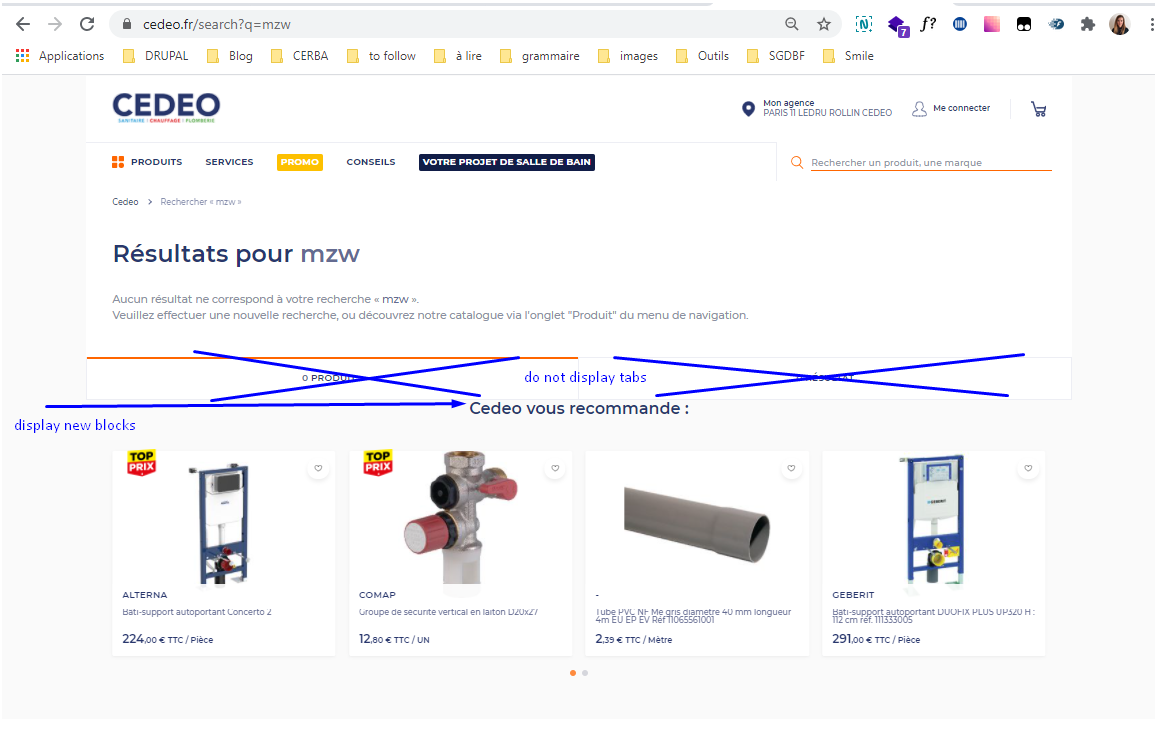 cedeo.fr/search?q=mzw
7
f?
Applications DRUPAL Blog CERBA to follow à lire grammaire images Outils SGDBF Smile
CEDEO
SANITAIRE | CHAUFFAGE | PLOMBERIE
Mon agence
PARIS 11 LEDRU ROLLIN CEDEO
Me connecter
PRODUITS SERVICES PROMO CONSEILS VOTRE PROJET DE SALLE DE BAIN
Rechercher un produit, une marque
Cedeo > Rechercher « mzw »
Résultats pour mzw
Aucun résultat ne correspond à votre recherche « mzw ».
Veuillez effectuer une nouvelle recherche, ou découvrez notre catalogue via l'onglet "Produit" du menu de navigation.
0 PRODUIT
do not display tabs
Cedeo vous recommande :
display new blocks
TOP
PRIX
ALTERNA
Bâti-support autoportant Concerto 2
224,00 € TTC / Pièce
TOP
PRIX
COMAP
Groupe de sécurité vertical en laiton D20x27
12,80 € TTC / UN
-
Tube PVC NF Me gris diamètre 40 mm longueur
4m EU EP EV Réf 11065561001
2,39 € TTC / Mètre
GEBERIT
GEBERIT
Bâti-support autoportant DUOFIX PLUS UP320 H :
112 cm réf. 111333005
291,00 € TTC / Pièce